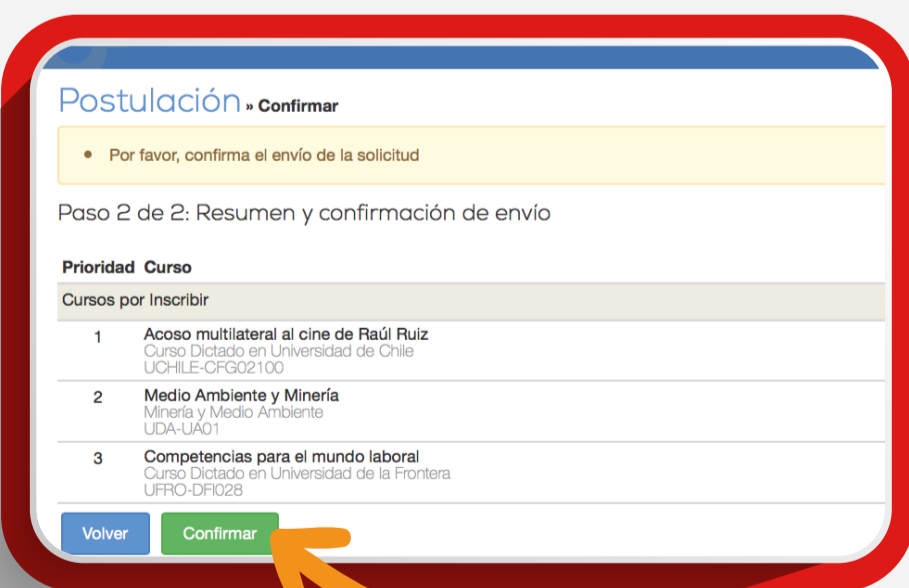 Postulación » Confirmar
Por favor, confirma el envío de la solicitud
Paso 2 de 2: Resumen y confirmación de envío
Prioridad Curso
Cursos por Inscribir
1 Acoso multilateral al cine de Raúl Ruiz
Curso Dictado en Universidad de Chile
UCHILE-CFG02100
2 Medio Ambiente y Minería
Minería y Medio Ambiente
UDA-UA01
3 Competencias para el mundo laboral
Curso Dictado en Universidad de la Frontera
UFRO-DFI028
Volver Confirmar